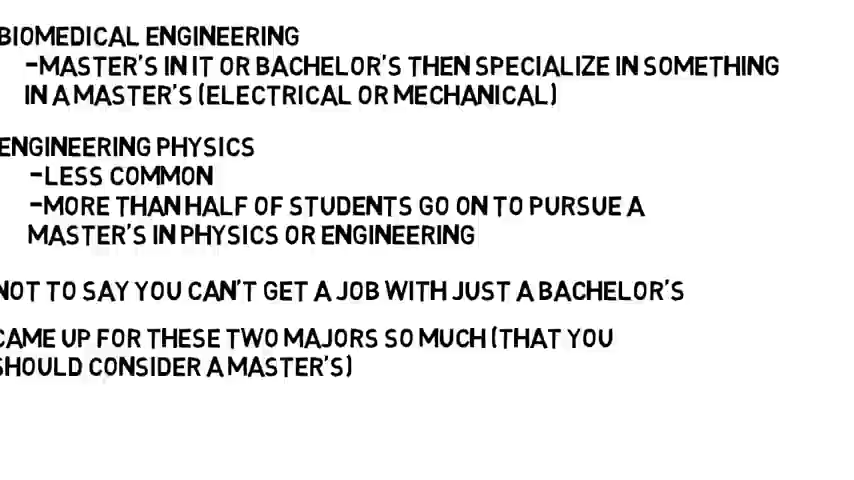 BIOMEDICAL ENGINEERING
-MASTER'S IN IT OR BACHELOR'S THEN SPECIALIZE IN SOMETHING
IN A MASTER'S (ELECTRICAL OR MECHANICAL)
ENGINEERING PHYSICS
-LESS COMMON
-MORE THAN HALF OF STUDENTS GO ON TO PURSUE A
MASTER'S IN PHYSICS OR ENGINEERING
NOT TO SAY YOU CAN'T GET A JOB WITH JUST A BACHELOR'S
CAME UP FOR THESE TWO MAJORS SO MUCH (THAT YOU
SHOULD CONSIDER A MASTER'S)